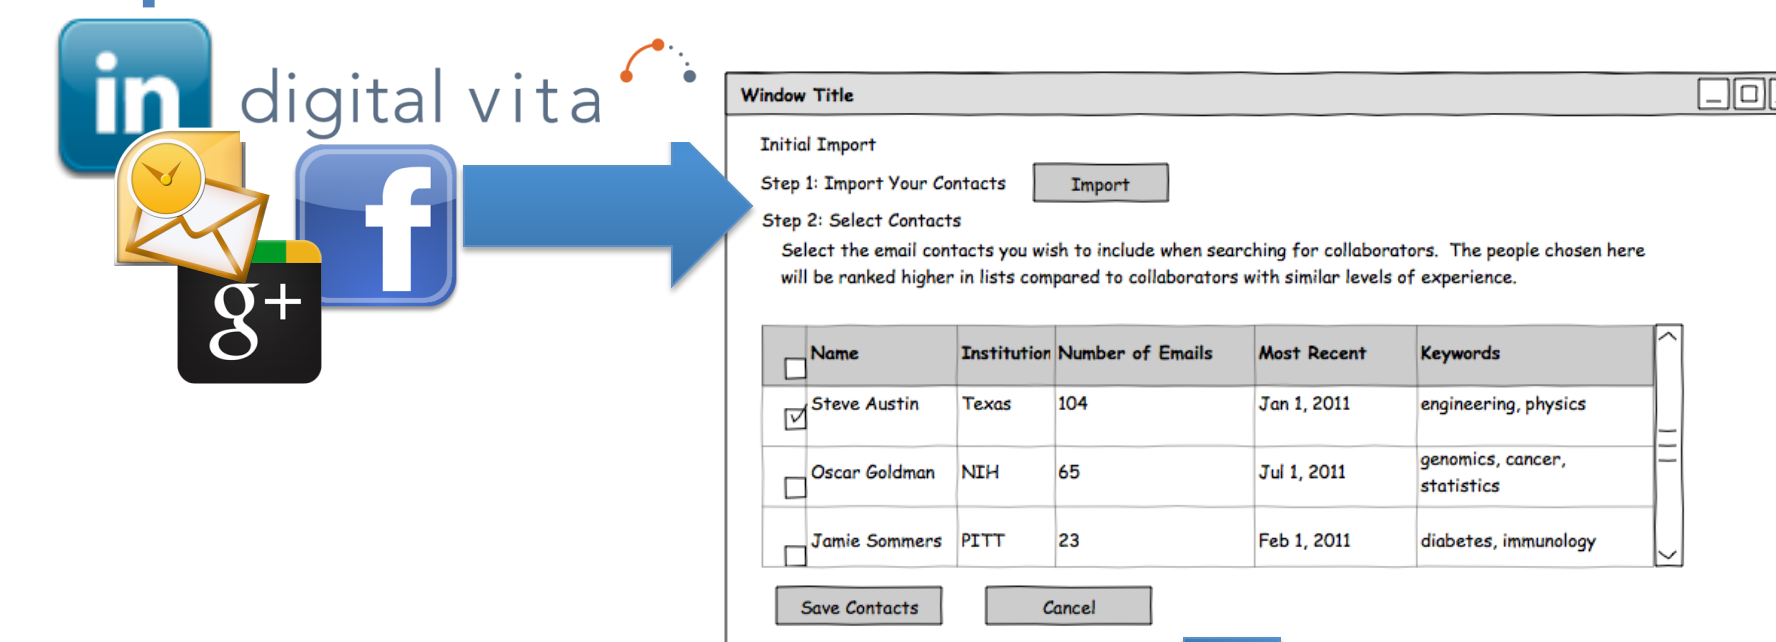 in
digital vita
f
g+
Window Title
Initial Import
Step 1: Import Your Contacts Import
Step 2: Select Contacts
Select the email contacts you wish to include when searching for collaborators. The people chosen here
will be ranked higher in lists compared to collaborators with similar levels of experience.
Name Institution Number of Emails Most Recent Keywords
Steve Austin Texas 104 Jan 1, 2011 engineering, physics
Oscar Goldman NIH 65 Jul 1, 2011 genomics, cancer,
statistics
Jamie Sommers PITT 23 Feb 1, 2011 diabetes, immunology
Save Contacts Cancel